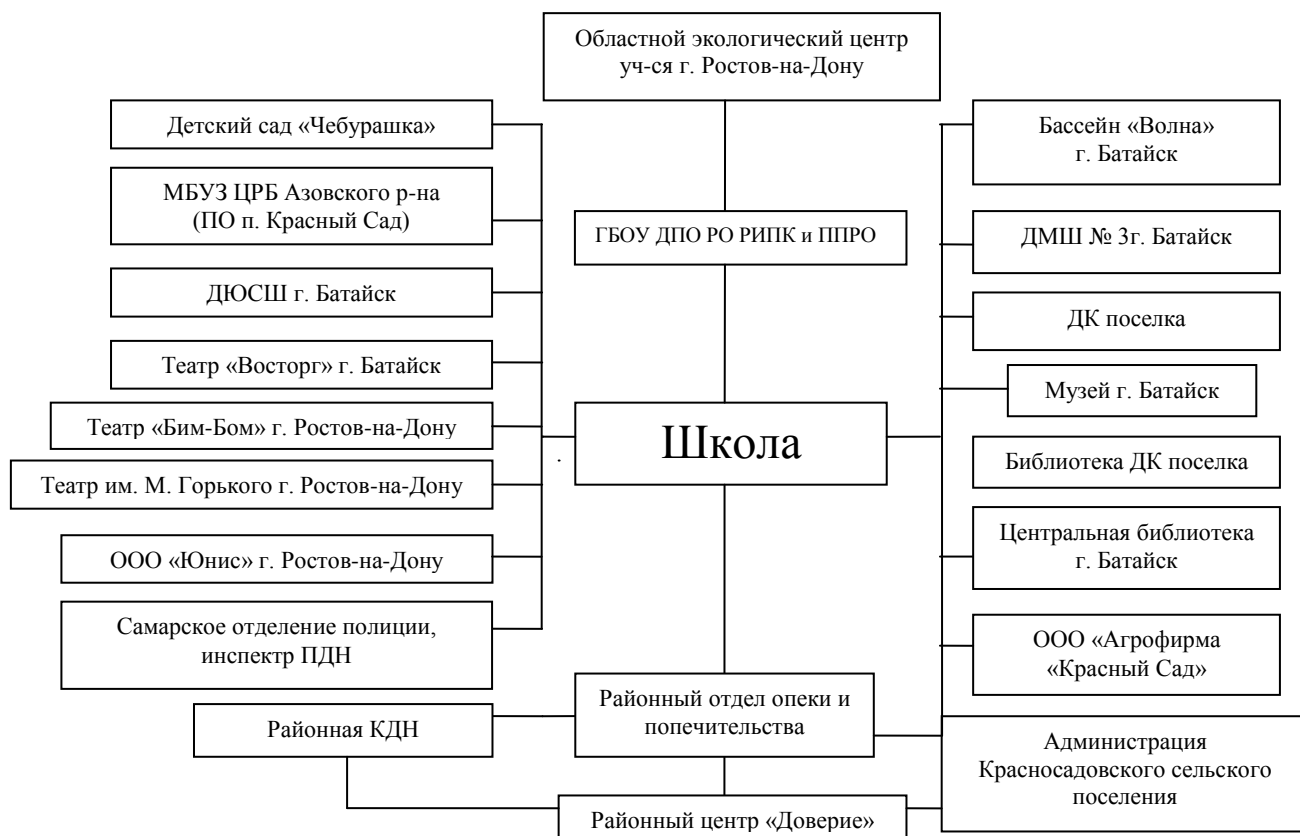 Областной экологический центр
уч-ся г. Ростов-на-Дону
Детский сад «Чебурашка»
Бассейн «Волна»
г. Батайск
МБУЗ ЦРБ Азовского р-на
(ПО п. Красный Сад)
ГБОУ ДПО РО РИПК и ППРО
ДМШ № 3г. Батайск
ДЮСШ г. Батайск
ДК поселка
Театр «Восторг» г. Батайск
Музей г. Батайск
Театр «Бим-Бом» г. Ростов-на-Дону
Школа
Библиотека ДК поселка
Театр им. М. Горького г. Ростов-на-Дону
Центральная библиотека
г. Батайск
ООО «Юнис» г. Ростов-на-Дону
Самарское отделение полиции,
инспектр ПДН
ООО «Агрофирма
«Красный Сад»
Районный отдел опеки и
попечительства
Районная КДН
Администрация
Красносадовского сельского
поселения
Районный центр «Доверие»